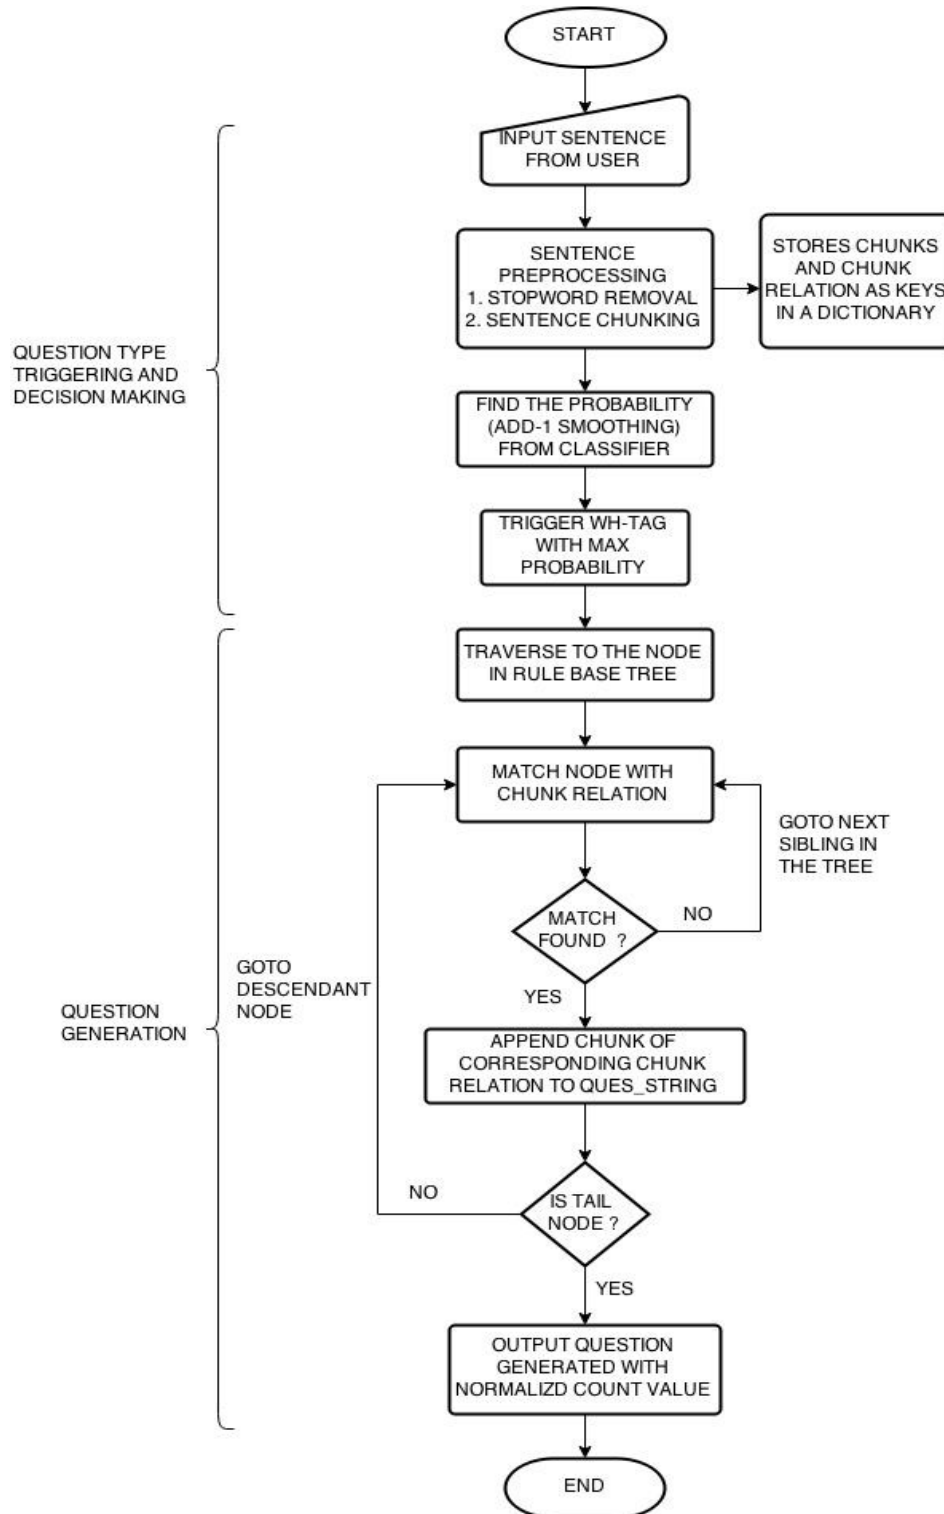 START
INPUT SENTENCE
FROM USER
SENTENCE
PREPROCESSING
1. STOPWORD REMOVAL
2. SENTENCE CHUNKING
STORES CHUNKS
AND CHUNK
RELATION AS KEYS
IN A DICTIONARY
QUESTION TYPE
TRIGGERING AND
DECISION MAKING
FIND THE PROBABILITY
(ADD-1 SMOOTHING)
FROM CLASSIFIER
TRIGGER WH-TAG
WITH MAX
PROBABILITY
TRAVERSE TO THE NODE
IN RULE BASE TREE
MATCH NODE WITH
CHUNK RELATION
GOTO NEXT
SIBLING IN
THE TREE
MATCH
FOUND ?
NO
YES
GOTO
DESCENDANT
NODE
QUESTION
GENERATION
APPEND CHUNK OF
CORRESPONDING CHUNK
RELATION TO QUES_STRING
NO
IS TAIL
NODE ?
YES
OUTPUT QUESTION
GENERATED WITH
NORMALIZD COUNT VALUE
END